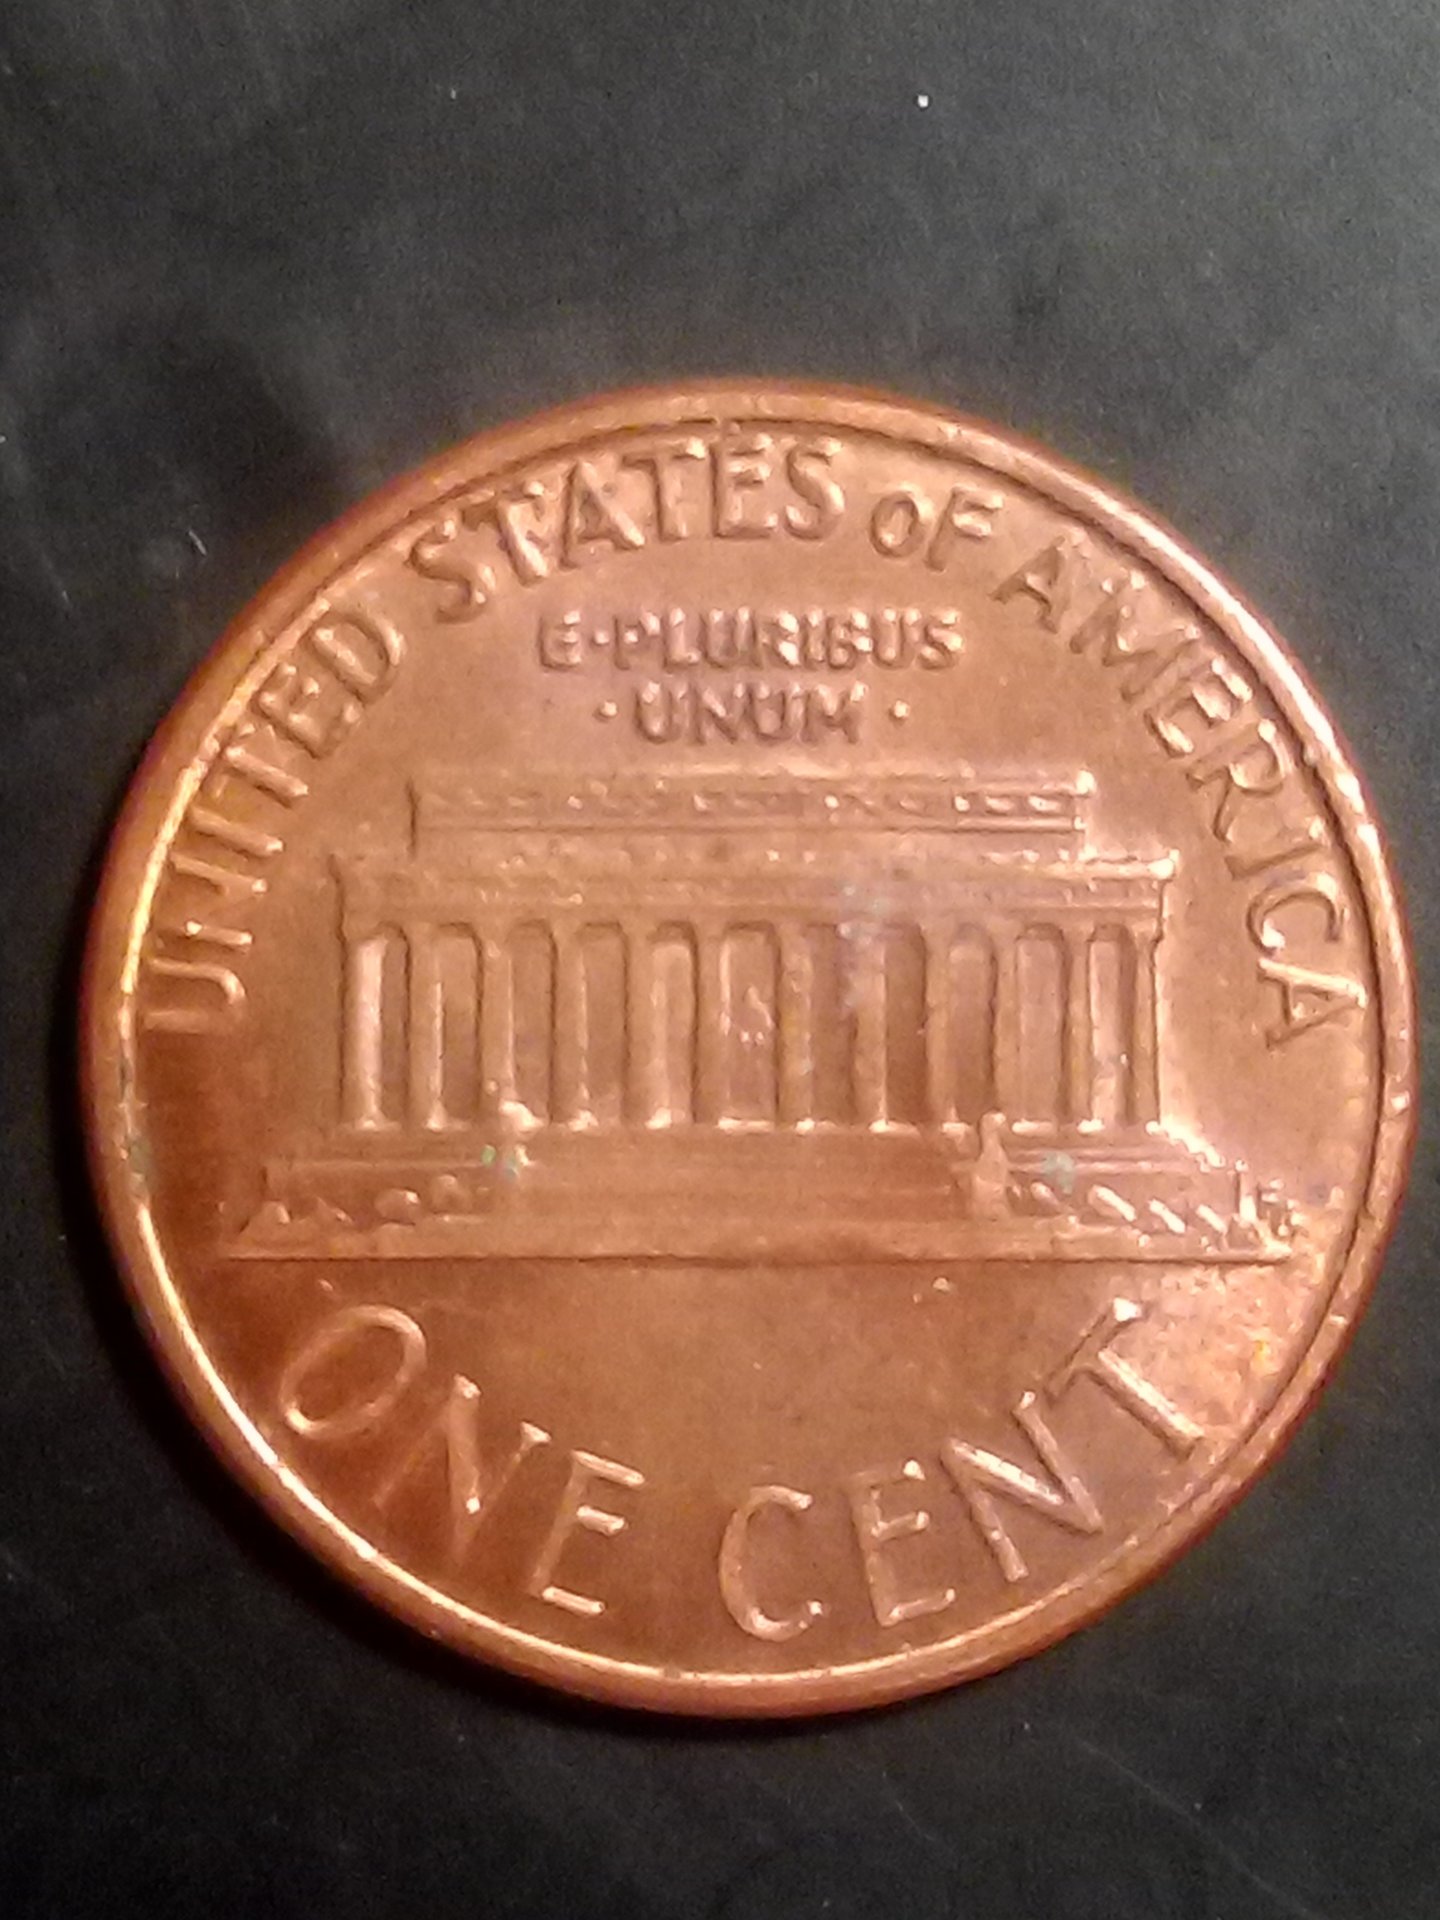 UNITED STATES OF AMERICA
E·PLURIBUS
·UNUM·
ONE CENT